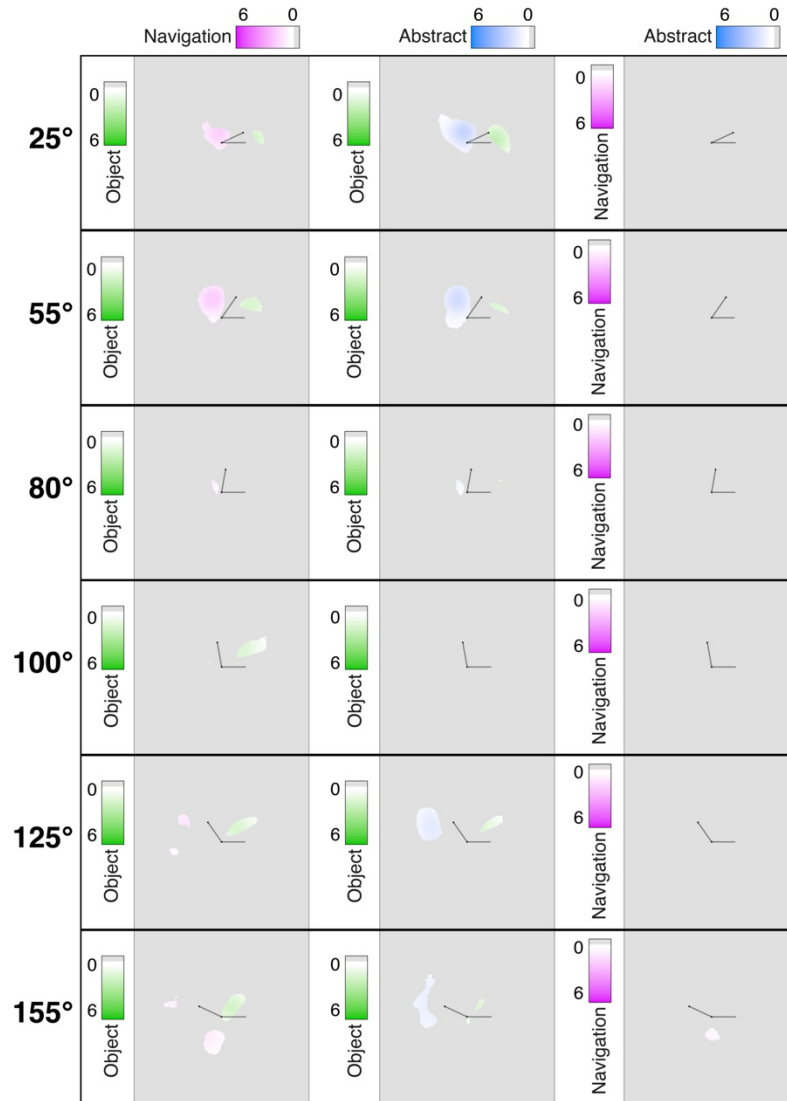 6 0 6 0 6 0
Navigation Abstract Abstract
25° 0 6 Object 0 6 Object 0 6 Navigation
55° 0 6 Object 0 6 Object 0 6 Navigation
80° 0 6 Object 0 6 Object 0 6 Navigation
100° 0 6 Object 0 6 Object 0 6 Navigation
125° 0 6 Object 0 6 Object 0 6 Navigation
155° 0 6 Object 0 6 Object 0 6 Navigation